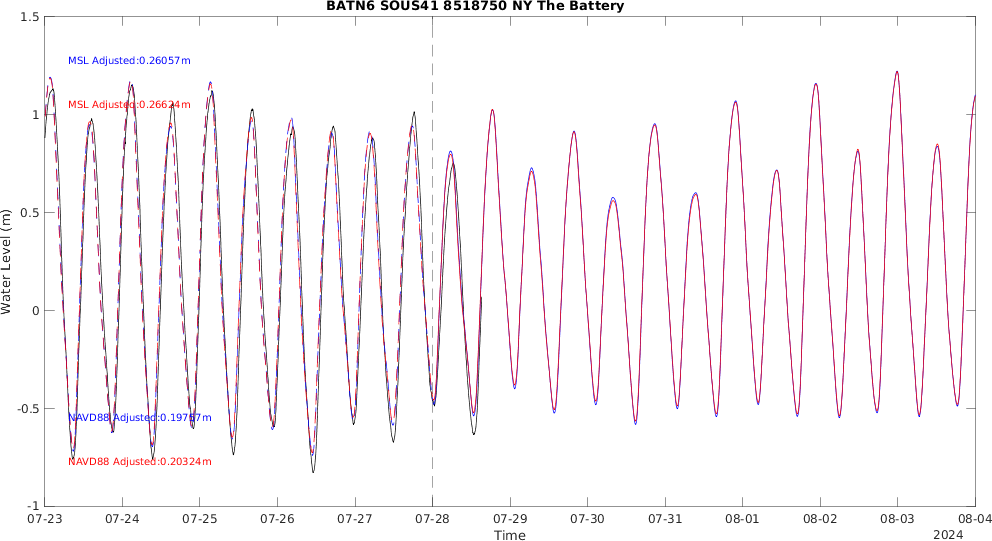 BATN6 SOUS41 8518750 NY The Battery
1.5
MSL Adjusted:0.26057m
MSL Adjusted:0.26624m
1
0.5
Water Level (m)
0
-0.5
NAVD88 Adjusted:0.19767m
NAVD88 Adjusted:0.20324m
-1
07-23 07-24 07-25 07-26 07-27 07-28 07-29 07-30 07-31 08-01 08-02 08-03 08-04
Time
2024